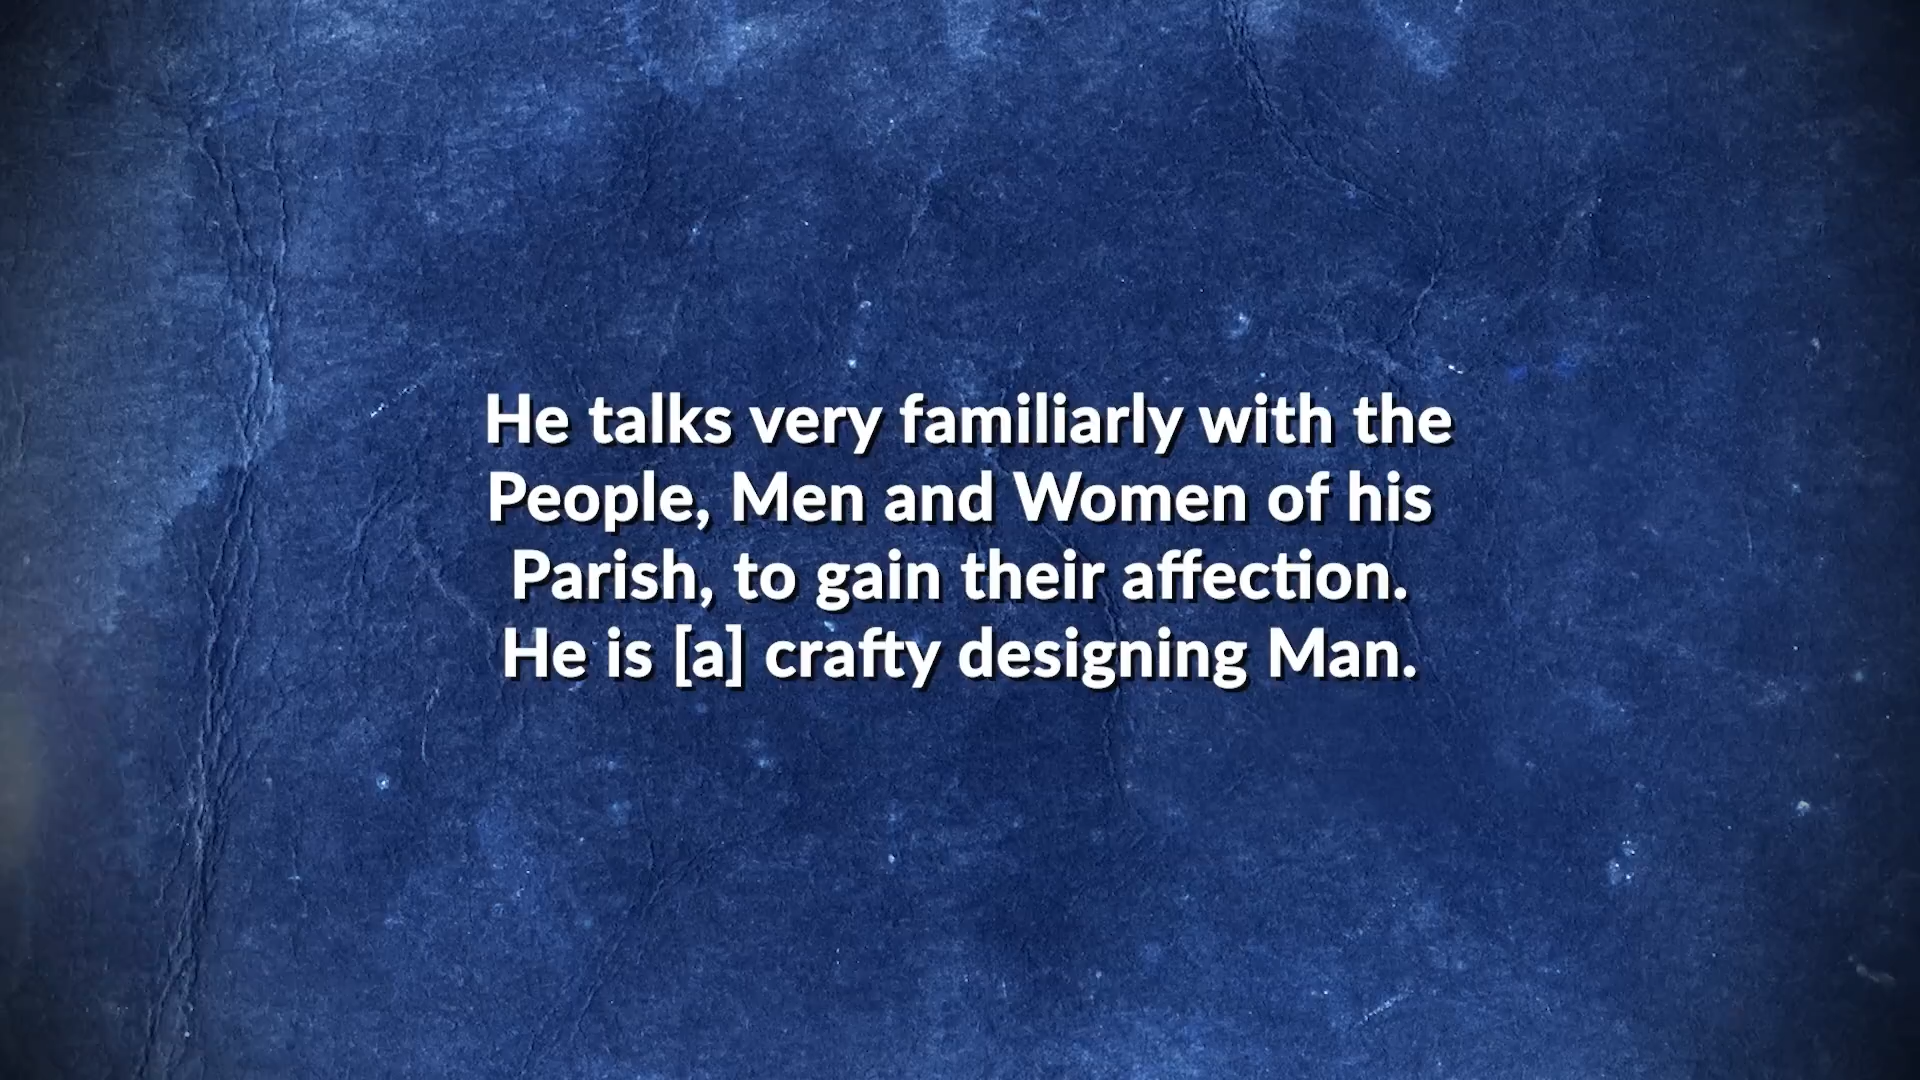 He talks very familiarly with the
People, Men and Women of his
Parish, to gain their affection.
He is [a] crafty designing Man.